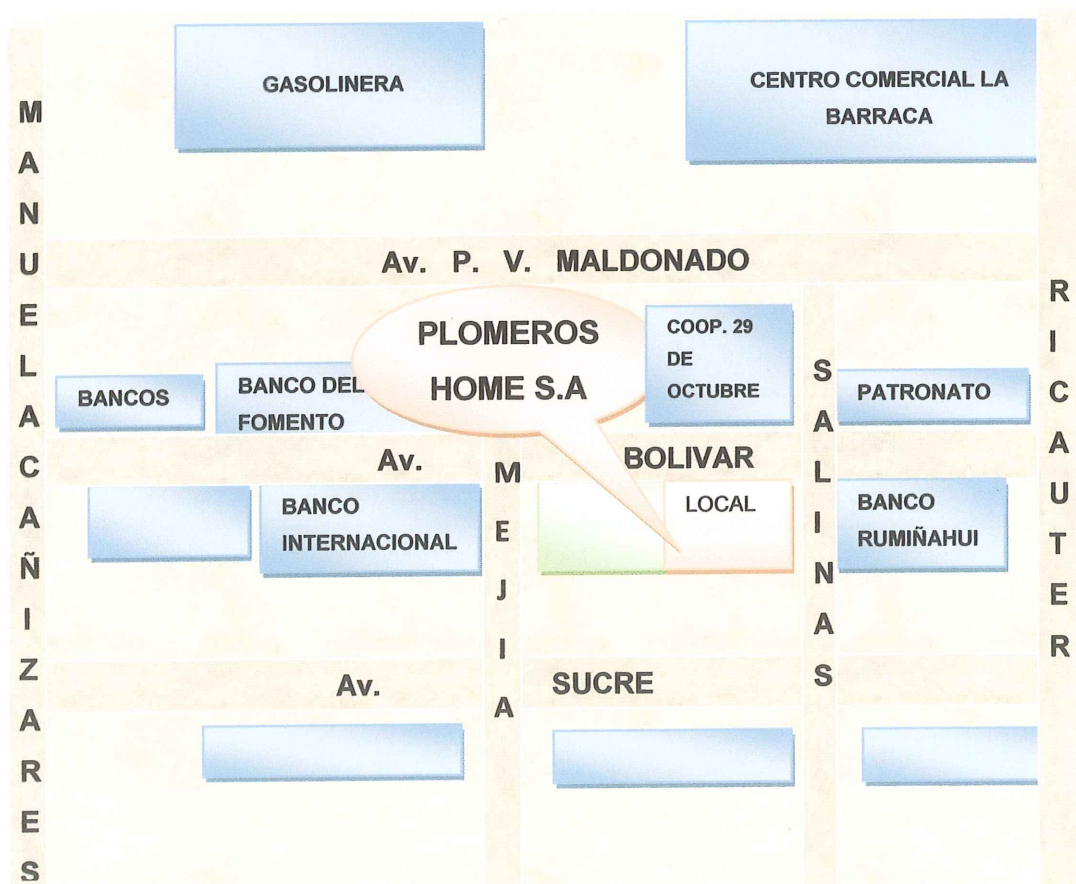 GASOLINERA
CENTRO COMERCIAL LA
BARRACA
MANUELA CAÑIZARES
Av. P. V. MALDONADO
RICAUTER
PLOMEROS
HOME S.A
COOP. 29
DE
OCTUBRE
SALINAS
BANCOS
BANCO DEL
FOMENTO
PATRONATO
Av. BOLIVAR
MEJIA
BANCO
INTERNACIONAL
LOCAL
BANCO
RUMIÑAHUI
Av. SUCRE